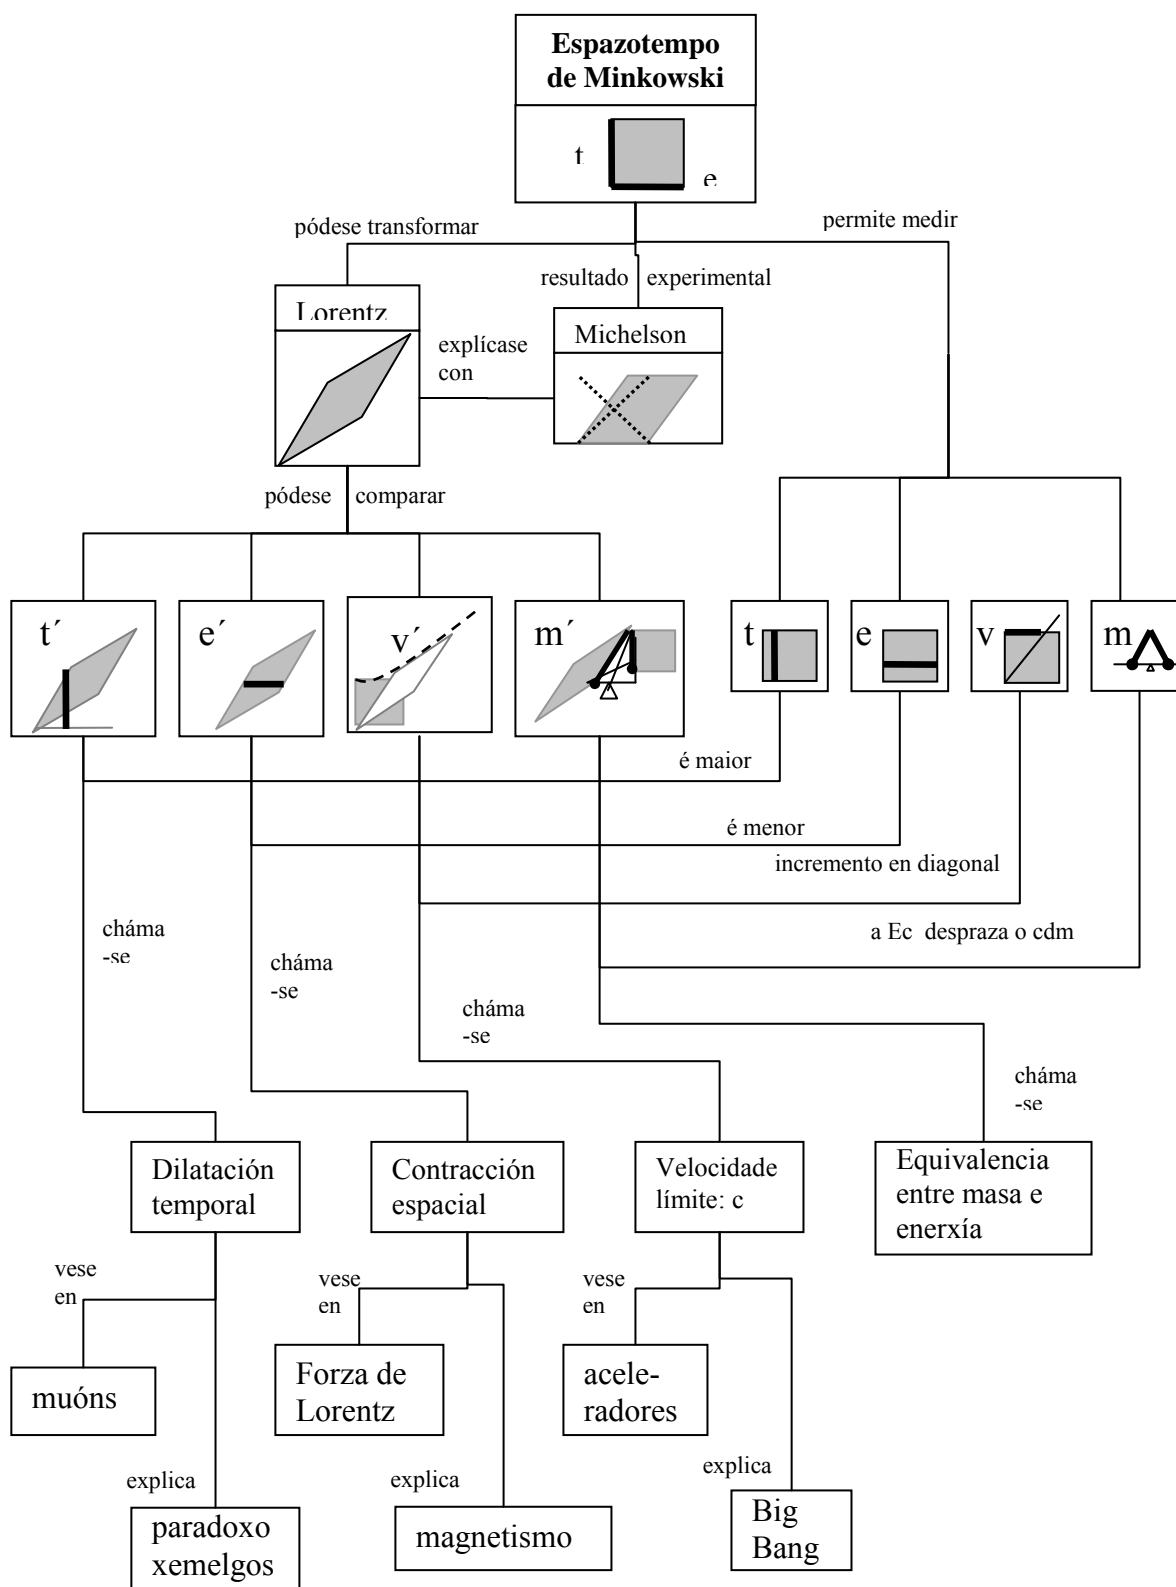 Espazotempo
de Minkowski
t
e
pódese transformar
permite medir
resultado experimental
Lorentz
Michelson
explícase
con
pódese comparar
t´
e´
v´
m´
t
e
v
m
é maior
é menor
incremento en diagonal
a Ec despraza o cdm
cháma
-se
cháma
-se
cháma
-se
cháma
-se
Dilatación
temporal
Contracción
espacial
Velocidade
límite: c
Equivalencia
entre masa e
enerxía
vese
en
vese
en
vese
en
muóns
Forza de
Lorentz
acele-
radores
explica
explica
explica
paradoxo
xemelgos
magnetismo
Big
Bang